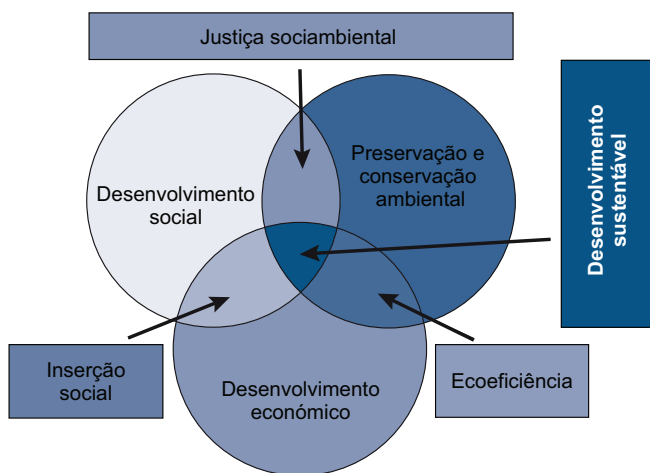 Justiça sociambiental
Desenvolvimento
social
Preservação e
conservação
ambiental
Desenvolvimento
sustentável
Inserção
social
Desenvolvimento
económico
Ecoeficiência